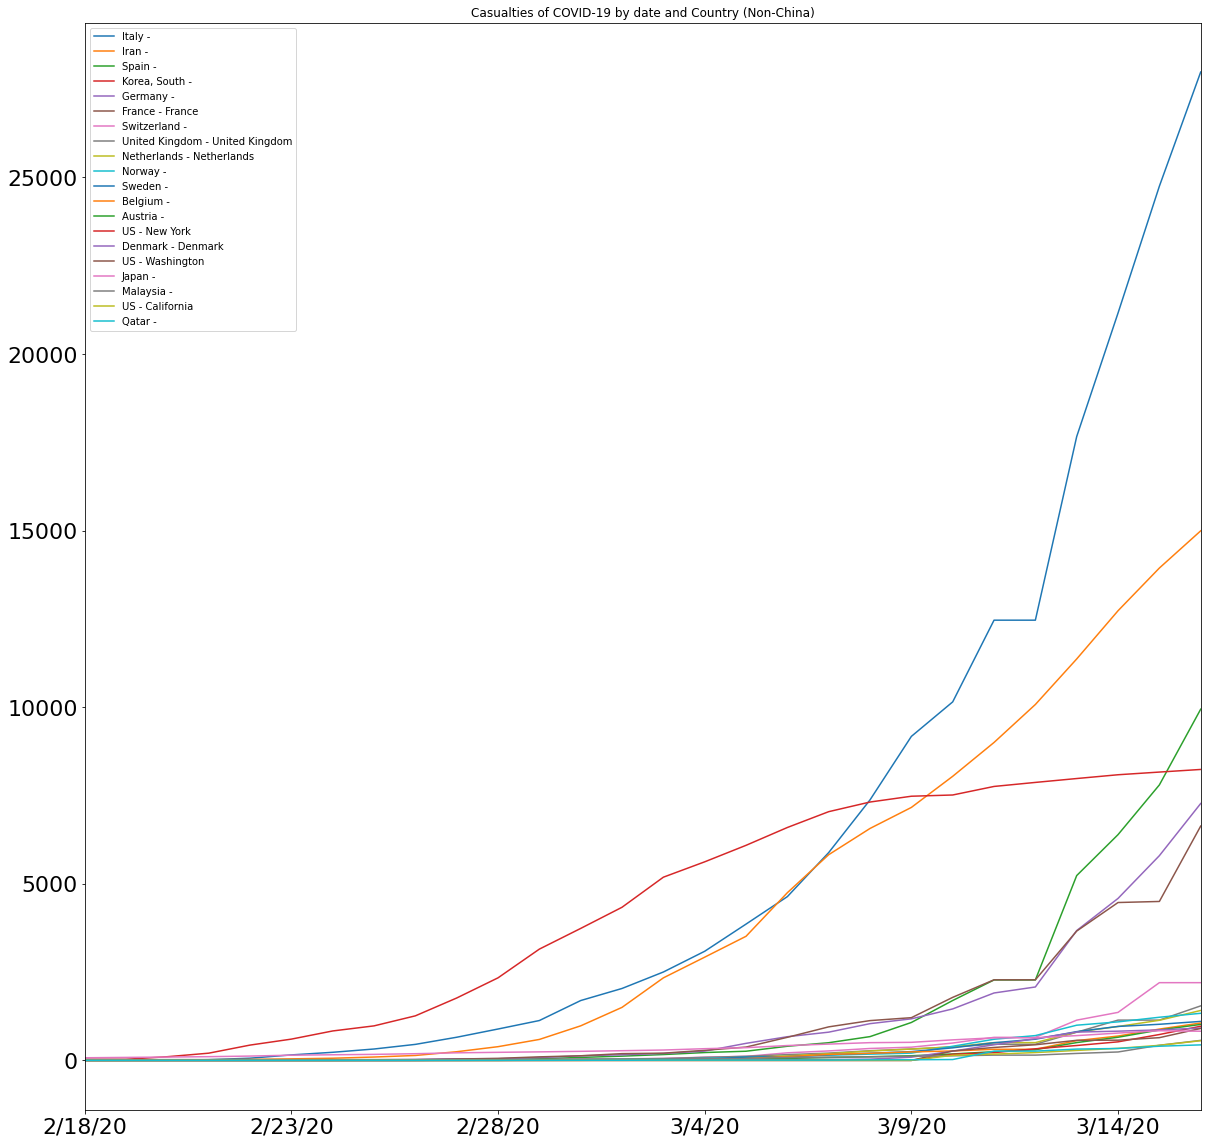 Casualties of COVID-19 by date and Country (Non-China)
Italy -
Iran -
Spain -
Korea, South -
Germany -
France - France
Switzerland -
United Kingdom - United Kingdom
Netherlands - Netherlands
Norway -
Sweden -
Belgium -
Austria -
US - New York
Denmark - Denmark
US - Washington
Japan -
Malaysia -
US - California
Qatar -
25000
20000
15000
10000
5000
0
2/18/20 2/23/20 2/28/20 3/4/20 3/9/20 3/14/20